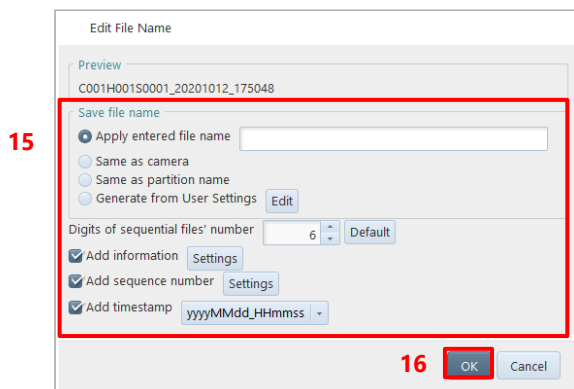 Edit File Name
Preview
C001H001S0001_20201012_175048
Save file name
15
Apply entered file name
Same as camera
Same as partition name
Generate from User Settings Edit
Digits of sequential files' number 6 Default
Add information Settings
Add sequence number Settings
Add timestamp yyyyMMdd_HHmmss
16 OK Cancel